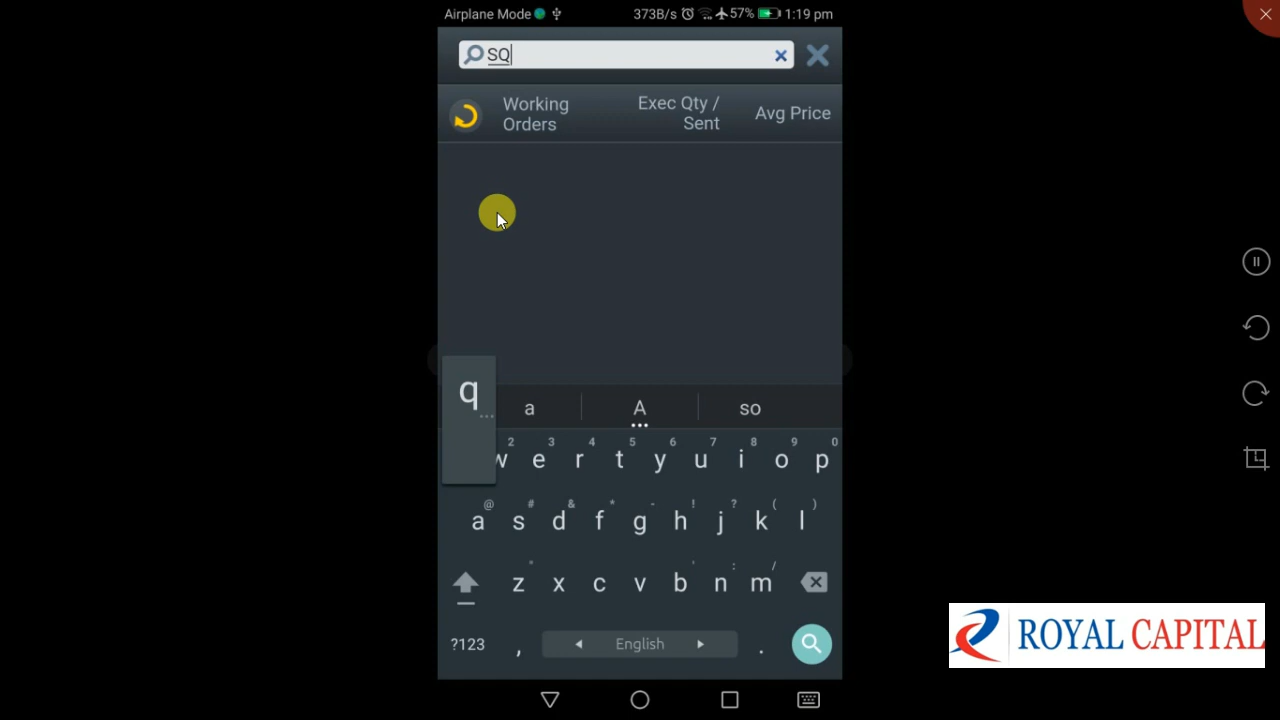 Airplane Mode 373B/s 57% 1:19 pm
SQ
Working Orders
Exec Qty / Sent
Avg Price
q
a A so
2 3 4 5 6 7 8 9 0
w e r t y u i o p
@ # & * - ! ? ( )
a s d f g h j k l
" ' : /
z x c v b n m
?123 , English .
ROYAL CAPITAL